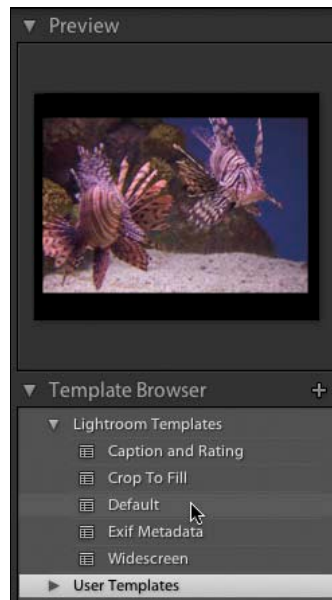 Preview
Template Browser
Lightroom Templates
Caption and Rating
Crop To Fill
Default
Exif Metadata
Widescreen
User Templates